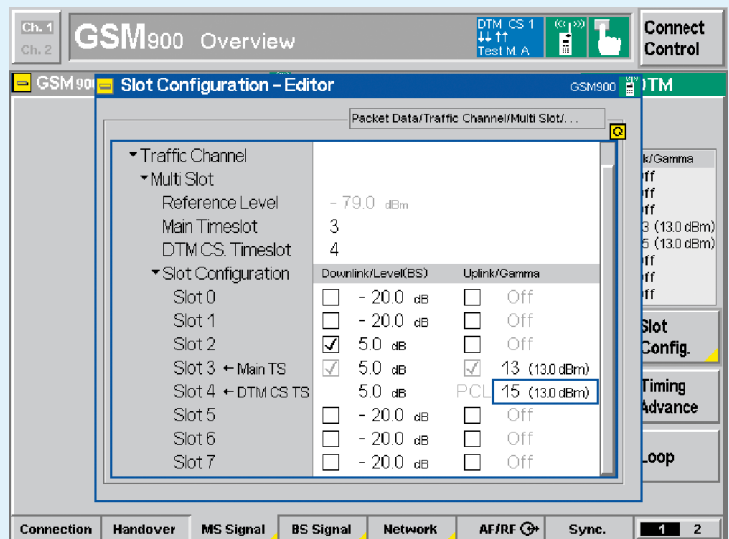 Ch. 1
Ch. 2
GSM900 Overview
DTM CS 1
Test M. A
Connect
Control
GSM 90
Slot Configuration – Editor
GSM900
DTM
Packet Data/Traffic Channel/Multi Slot/. . .
Traffic Channel
Multi Slot
Reference Level - 79.0 dBm
Main Timeslot 3
DTM CS. Timeslot 4
Slot Configuration Downlink/Level(BS) Uplink/Gamma
Slot 0 - 20.0 dB Off
Slot 1 - 20.0 dB Off
Slot 2 5.0 dB Off
Slot 3 ← Main TS 5.0 dB 13 (13.0 dBm)
Slot 4 ← DTM CS TS 5.0 dB PCL 15 (13.0 dBm)
Slot 5 - 20.0 dB Off
Slot 6 - 20.0 dB Off
Slot 7 - 20.0 dB Off
k/Gamma
ff
ff
ff
3 (13.0 dBm)
5 (13.0 dBm)
ff
ff
ff
Slot
Config.
Timing
Advance
Loop
Connection Handover MS Signal BS Signal Network AF/RF Sync. 1 2